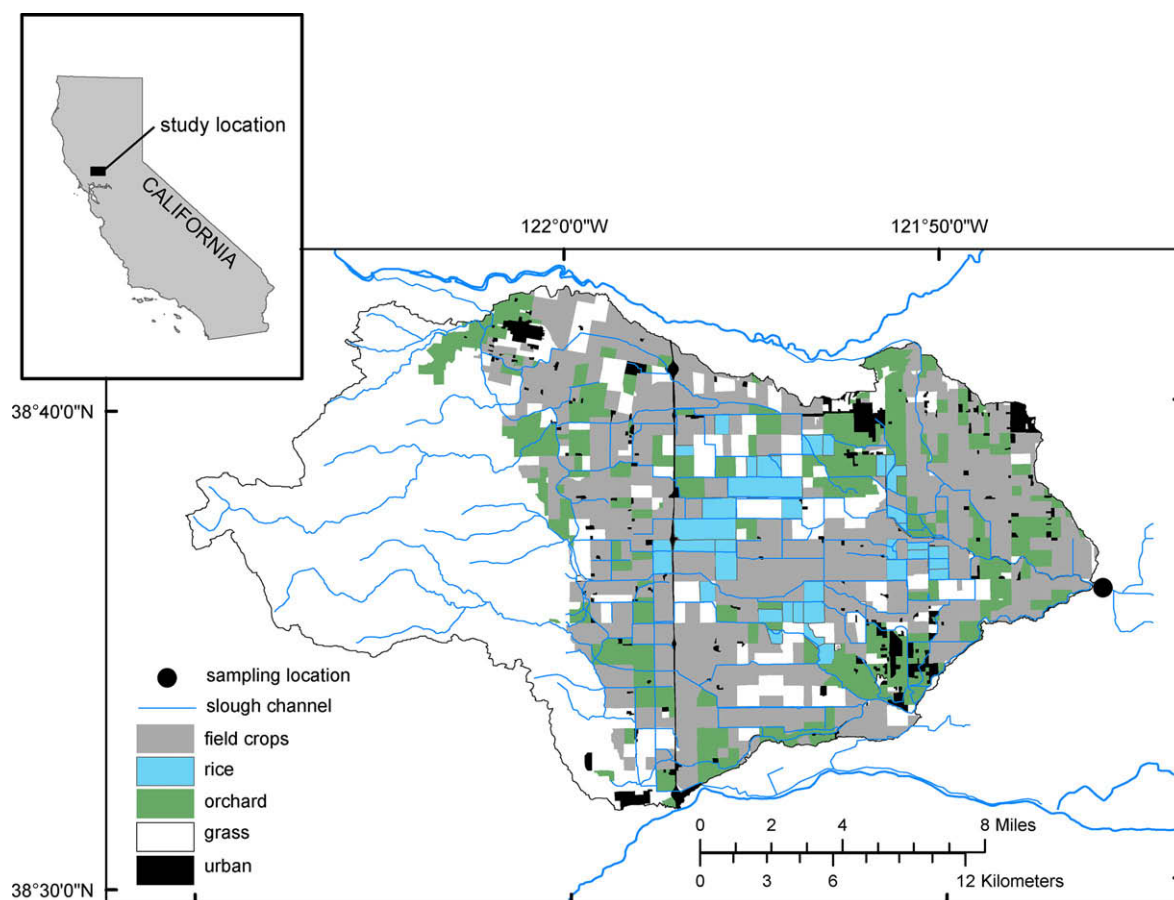 study location
CALIFORNIA
122°0'0"W
121°50'0"W
38°40'0"N
sampling location
slough channel
field crops
rice
orchard
grass
urban
0 2 4 8 Miles
0 3 6 12 Kilometers
38°30'0"N